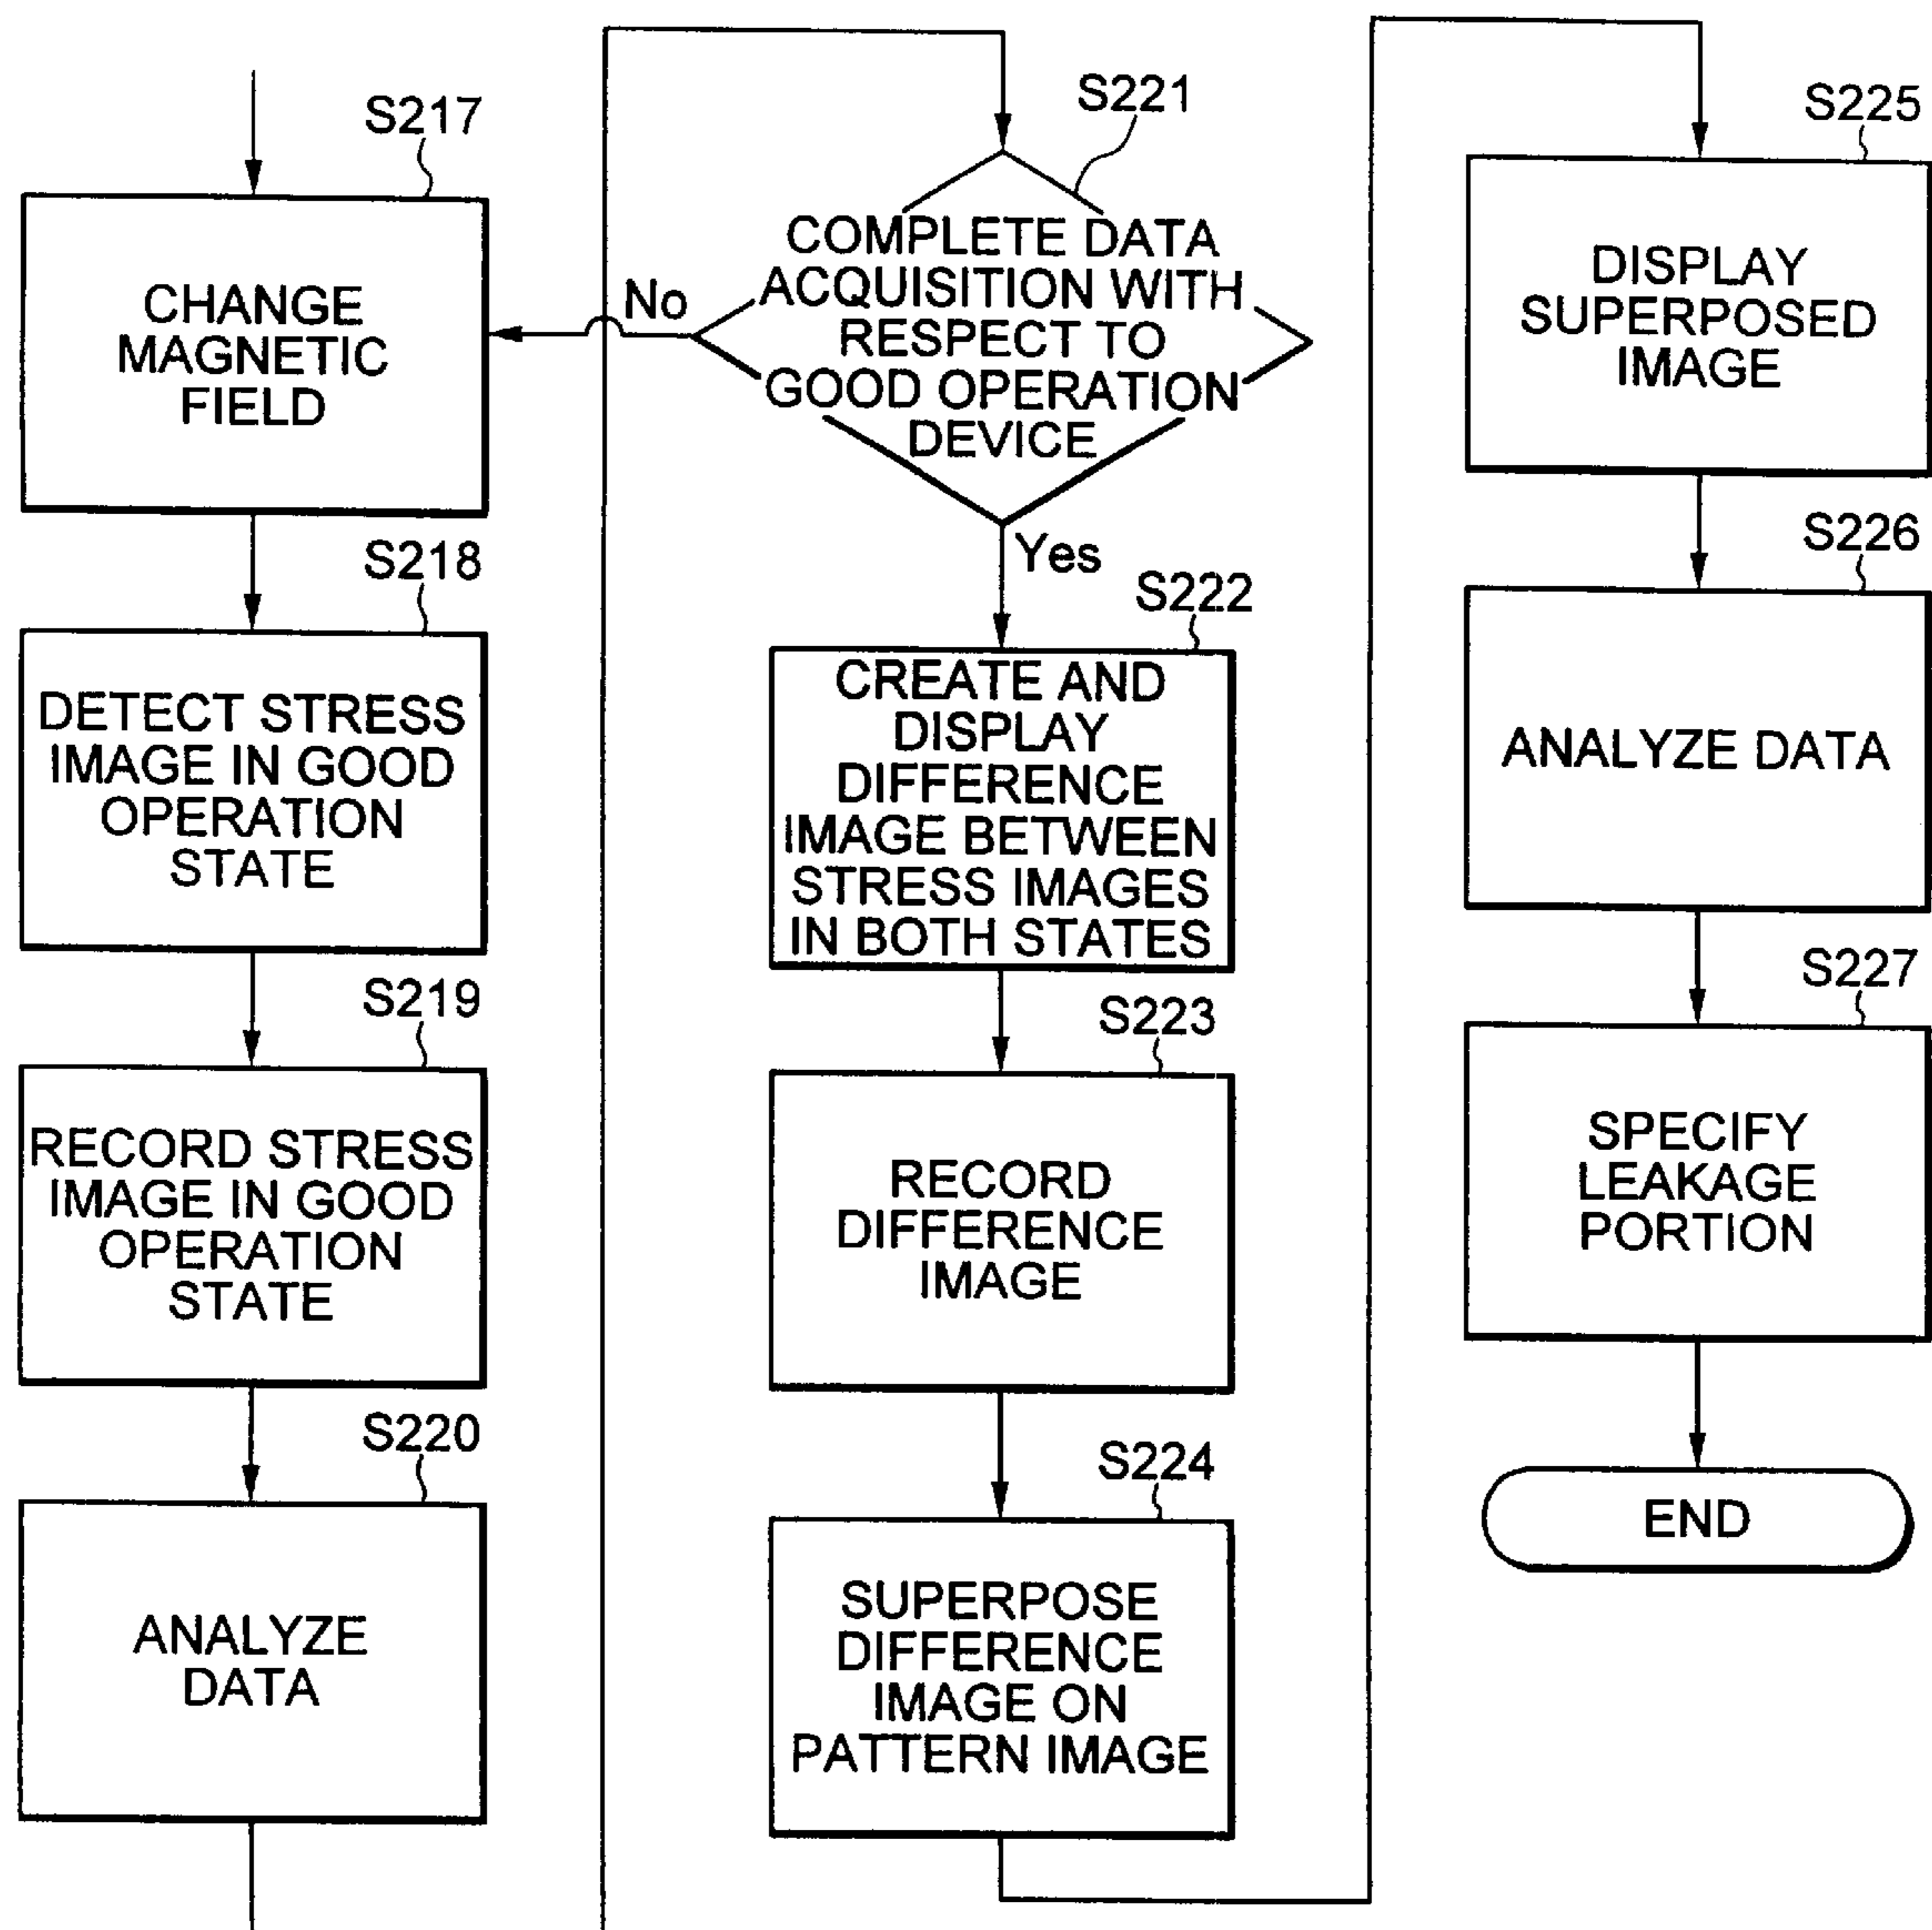 S217
CHANGE
MAGNETIC
FIELD
S218
DETECT STRESS
IMAGE IN GOOD
OPERATION
STATE
S219
RECORD STRESS
IMAGE IN GOOD
OPERATION
STATE
S220
ANALYZE
DATA
S221
COMPLETE DATA
ACQUISITION WITH
RESPECT TO
GOOD OPERATION
DEVICE
No
Yes
S222
CREATE AND
DISPLAY
DIFFERENCE
IMAGE BETWEEN
STRESS IMAGES
IN BOTH STATES
S223
RECORD
DIFFERENCE
IMAGE
S224
SUPERPOSE
DIFFERENCE
IMAGE ON
PATTERN IMAGE
S225
DISPLAY
SUPERPOSED
IMAGE
S226
ANALYZE DATA
S227
SPECIFY
LEAKAGE
PORTION
END